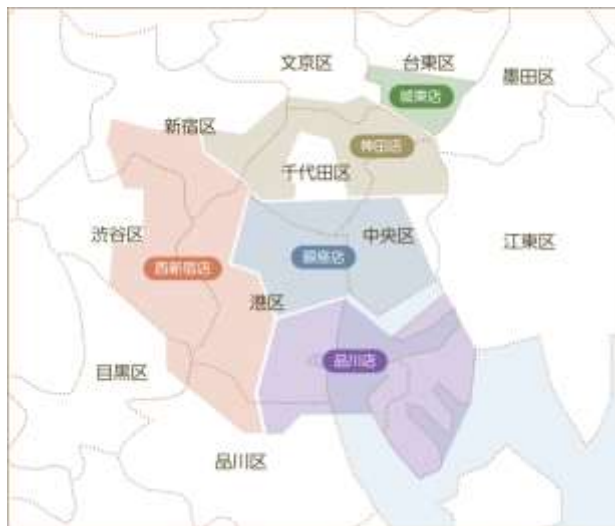 文京区
台東区
墨田区
城東店
新宿区
神田店
千代田区
渋谷区
中央区
江東区
西新宿店
銀座店
港区
品川店
目黒区
品川区